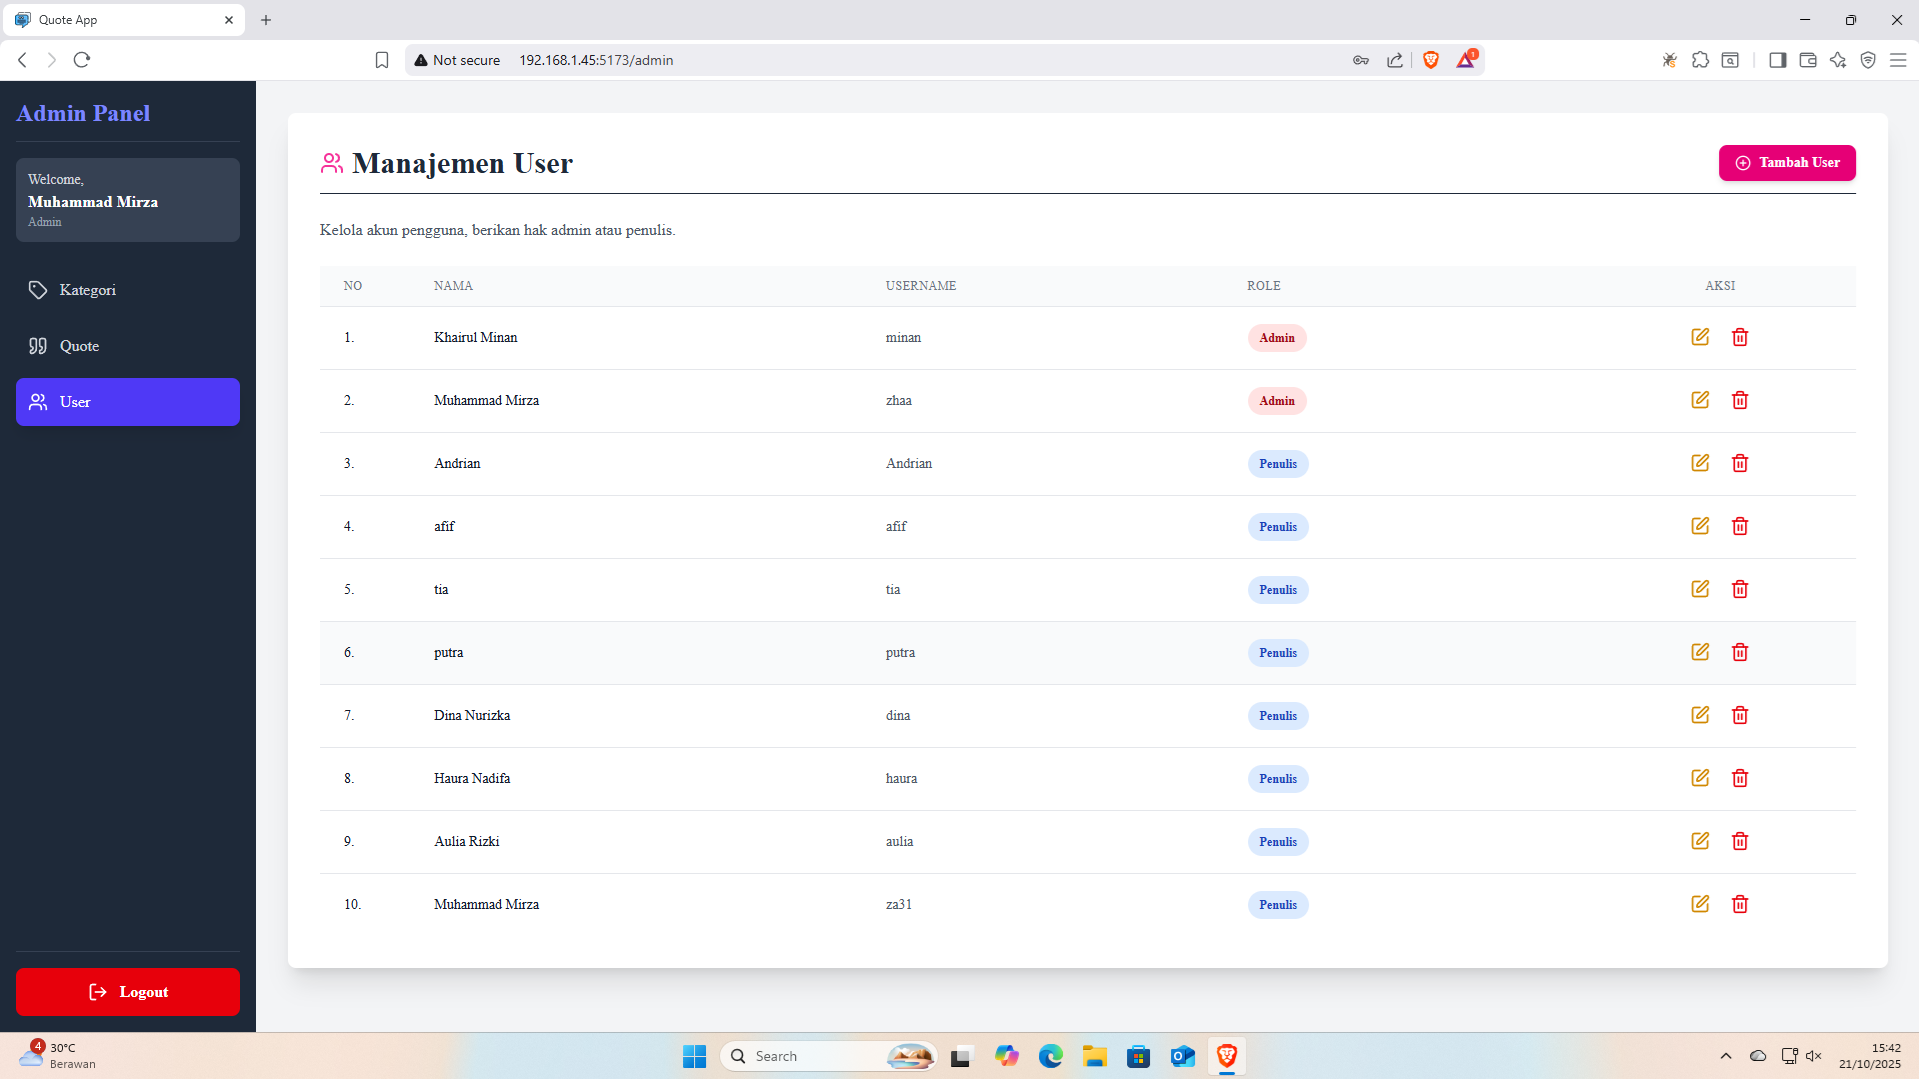 Quote App
Not secure 192.168.1.45:5173/admin
1
Admin Panel
Welcome,
Muhammad Mirza
Admin
Kategori
Quote
User
Logout
Manajemen User
Tambah User
Kelola akun pengguna, berikan hak admin atau penulis.
NO NAMA USERNAME ROLE AKSI
1. Khairul Minan minan Admin
2. Muhammad Mirza zhaa Admin
3. Andrian Andrian Penulis
4. afif afif Penulis
5. tia tia Penulis
6. putra putra Penulis
7. Dina Nurizka dina Penulis
8. Haura Nadifa haura Penulis
9. Aulia Rizki aulia Penulis
10. Muhammad Mirza za31 Penulis
4
30°C
Berawan
Search
15:42
21/10/2025